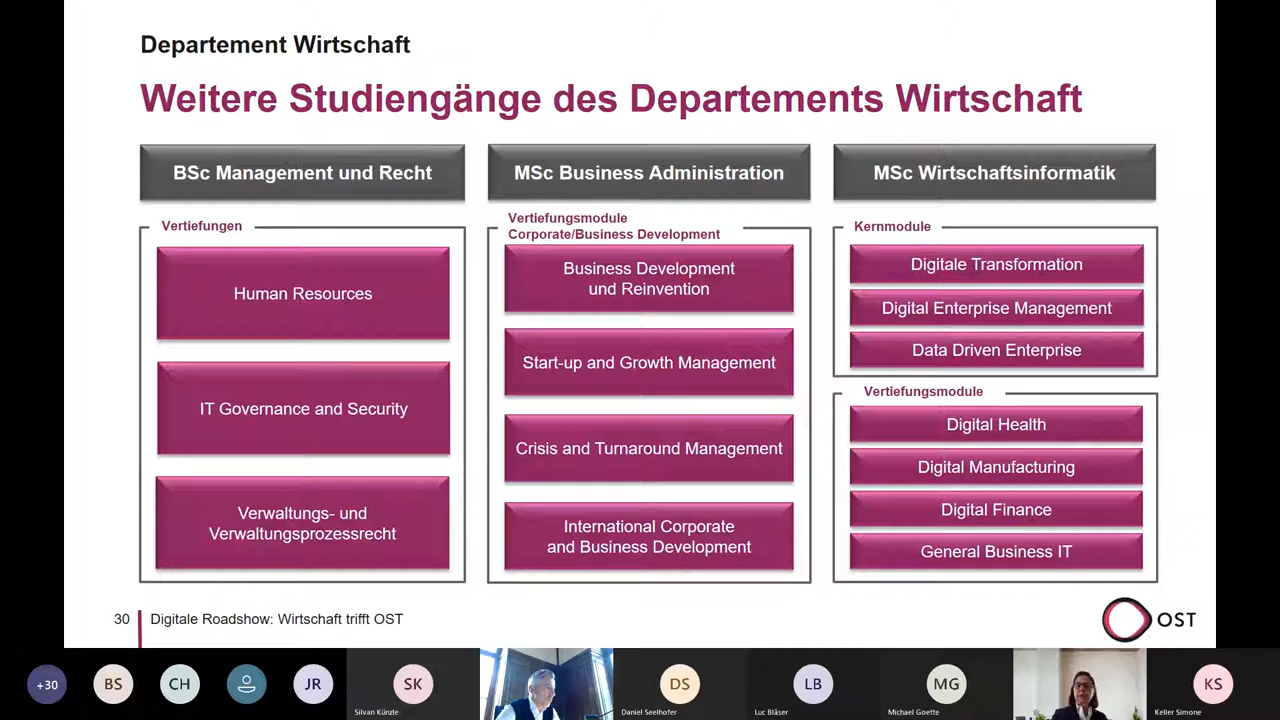 Departement Wirtschaft
Weitere Studiengänge des Departements Wirtschaft
BSc Management und Recht
Vertiefungen
Human Resources
IT Governance and Security
Verwaltungs- und
Verwaltungsprozessrecht
MSc Business Administration
Vertiefungsmodule
Corporate/Business Development
Business Development
und Reinvention
Start-up and Growth Management
Crisis and Turnaround Management
International Corporate
and Business Development
MSc Wirtschaftsinformatik
Kernmodule
Digitale Transformation
Digital Enterprise Management
Data Driven Enterprise
Vertiefungsmodule
Digital Health
Digital Manufacturing
Digital Finance
General Business IT
30
Digitale Roadshow: Wirtschaft trifft OST
OST
+30
BS
CH
JR
SK
Silvan Künzle
DS
Daniel Seelhofer
LB
Luc Bläser
MG
Michael Goette
KS
Keller Simone